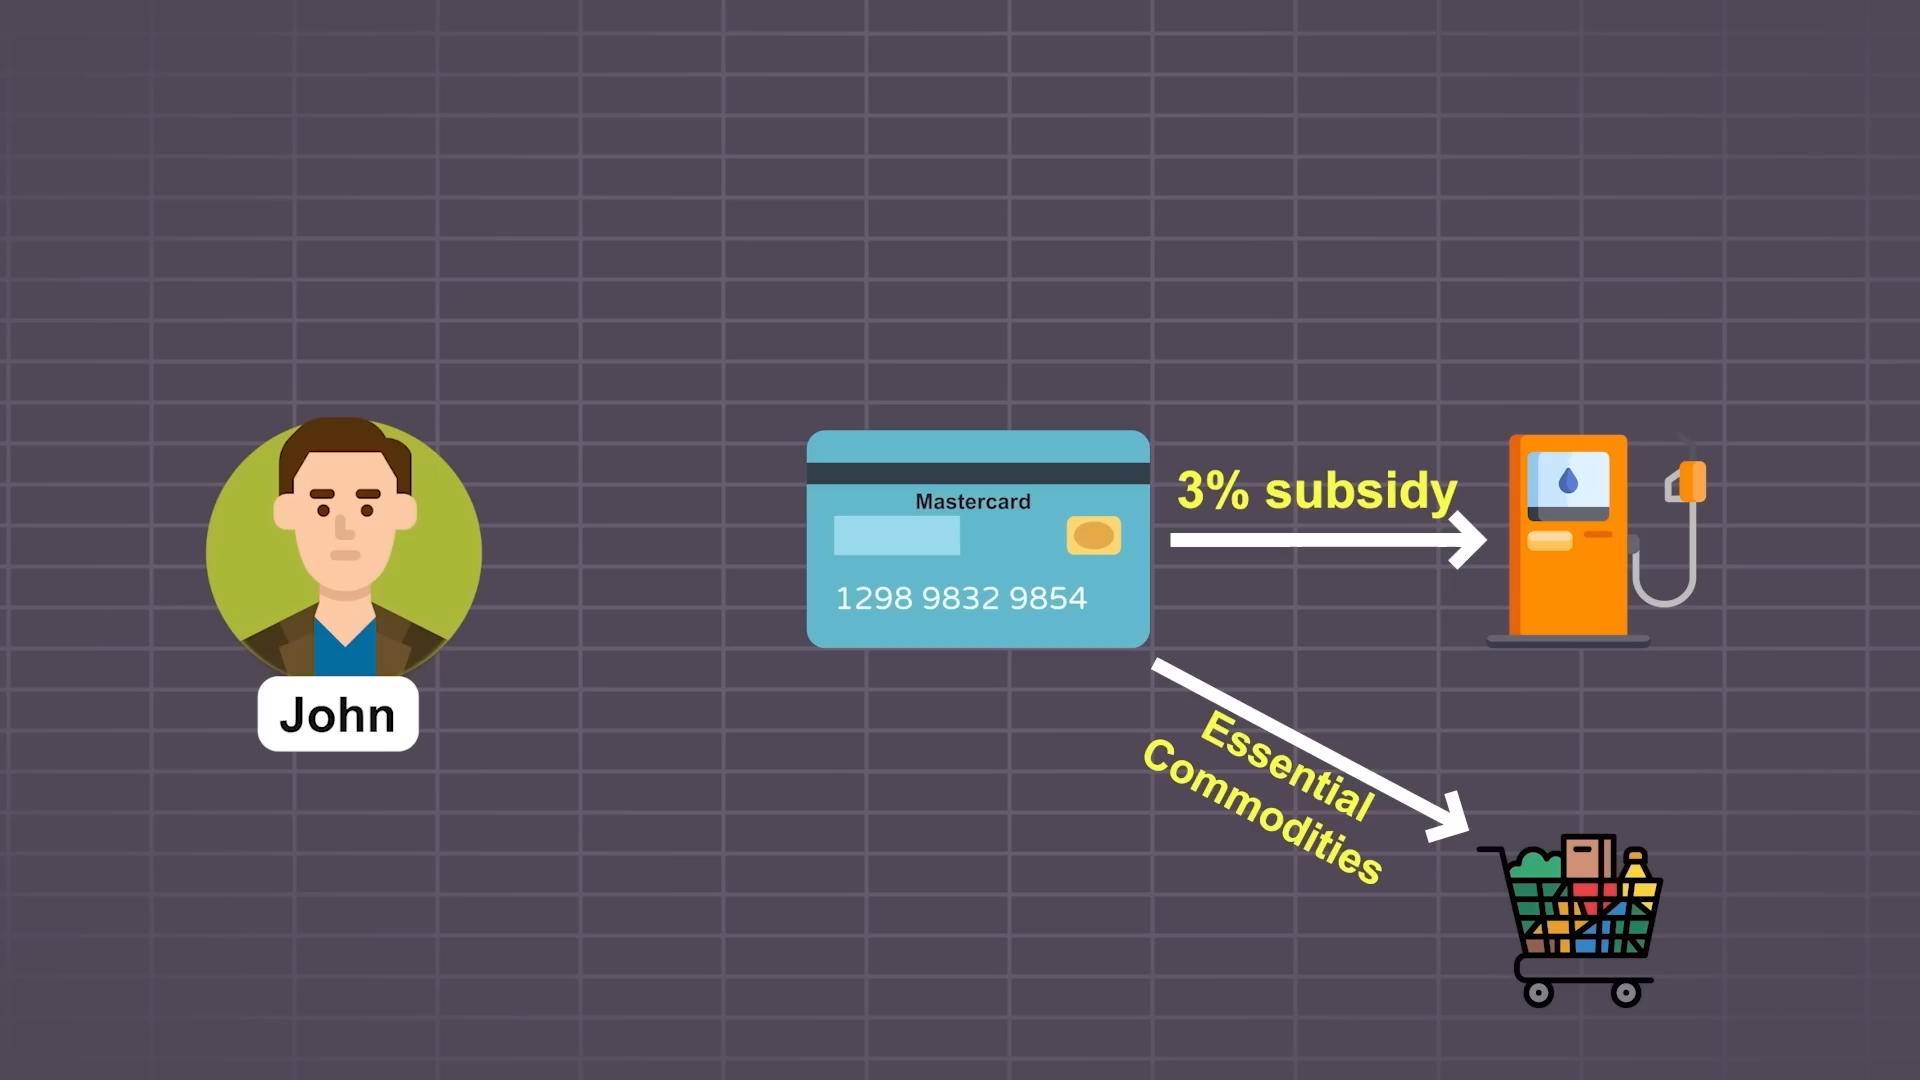 Mastercard
1298 9832 9854
3% subsidy
John
Essential
Commodities